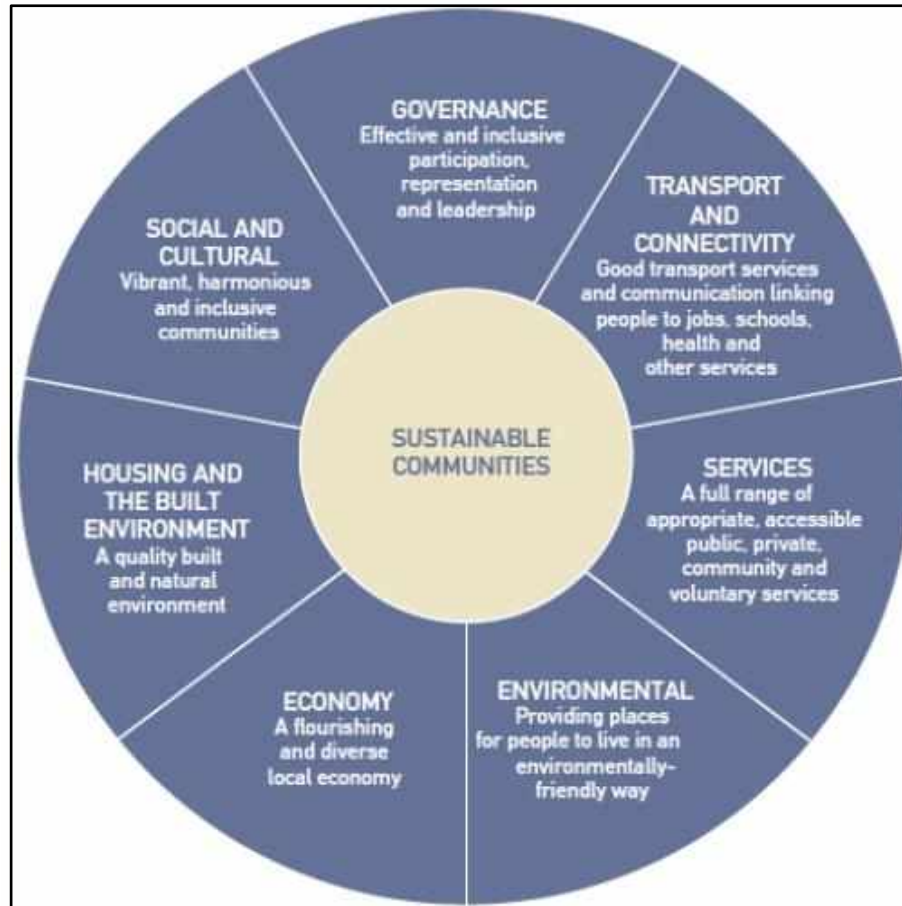 GOVERNANCE
Effective and inclusive
participation,
representation
and leadership
TRANSPORT
AND
CONNECTIVITY
Good transport services
and communication linking
people to jobs, schools,
health and
other services
SERVICES
A full range of
appropriate, accessible
public, private,
community and
voluntary services
ENVIRONMENTAL
Providing places
for people to live in an
environmentally-
friendly way
ECONOMY
A flourishing
and diverse
local economy
HOUSING AND
THE BUILT
ENVIRONMENT
A quality built
and natural
environment
SOCIAL AND
CULTURAL
Vibrant, harmonious
and inclusive
communities
SUSTAINABLE
COMMUNITIES